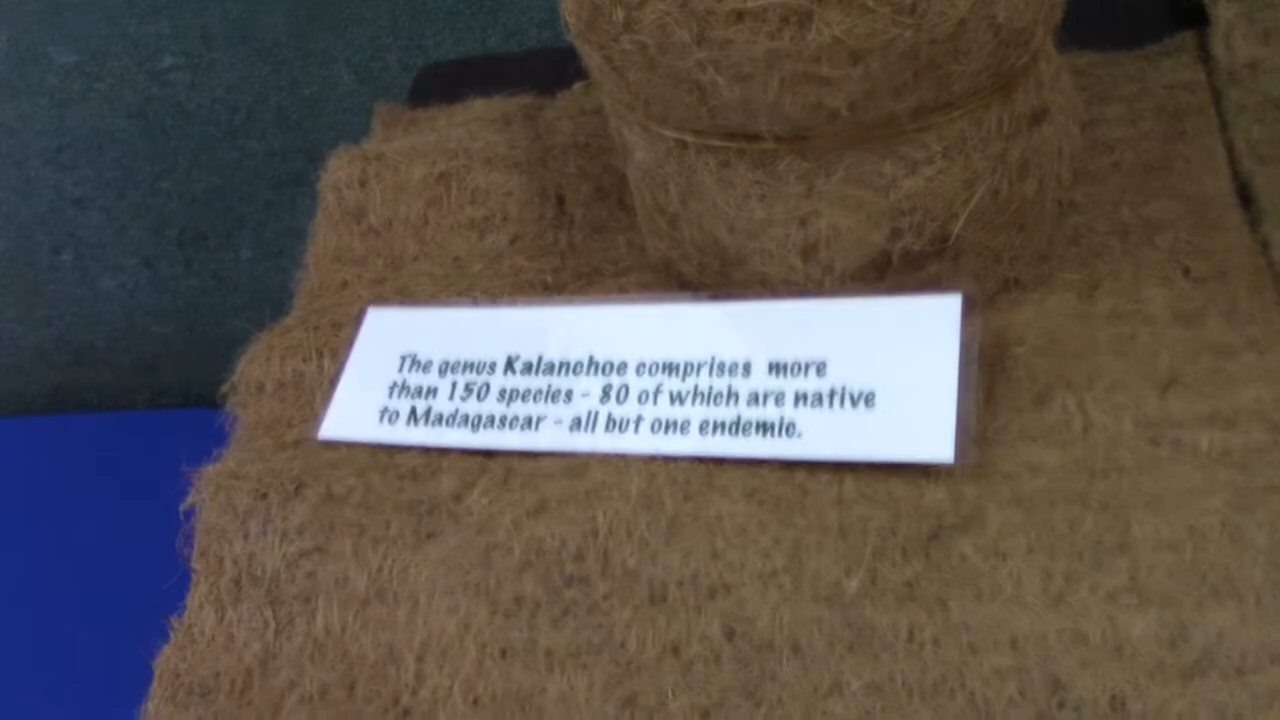 The genus Kalanchoe comprises more
than 150 species - 80 of which are native
to Madagascar - all but one endemic.